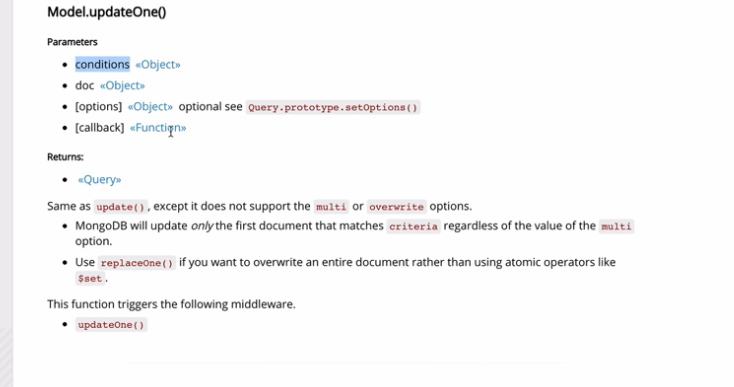 Model.updateOne()
Parameters
• conditions «Object»
• doc «Object»
• [options] «Object» optional see Query.prototype.setOptions()
• [callback] «Function»
Returns:
• «Query»
Same as update(), except it does not support the multi or overwrite options.
• MongoDB will update only the first document that matches criteria regardless of the value of the multi
option.
• Use replaceOne() if you want to overwrite an entire document rather than using atomic operators like
$set.
This function triggers the following middleware.
• updateOne()